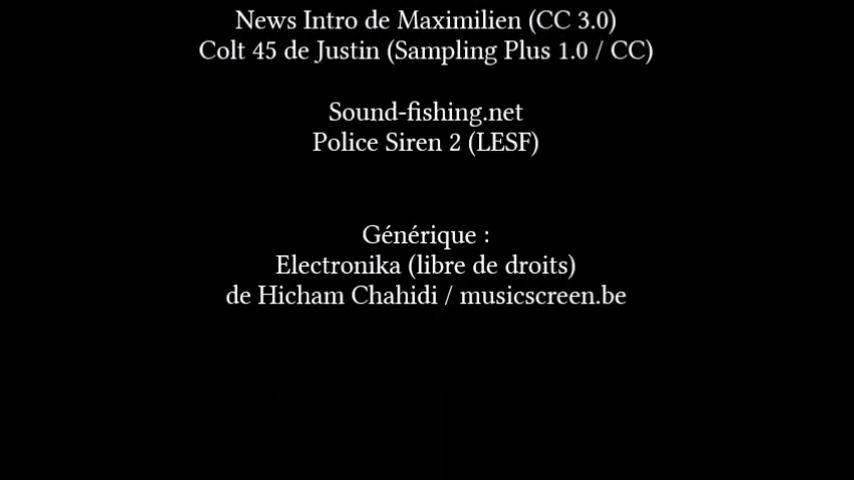 News Intro de Maximilien (CC 3.0)
Colt 45 de Justin (Sampling Plus 1.0 / CC)
Sound-fishing.net
Police Siren 2 (LESF)
Générique :
Electronika (libre de droits)
de Hicham Chahidi / musicscreen.be